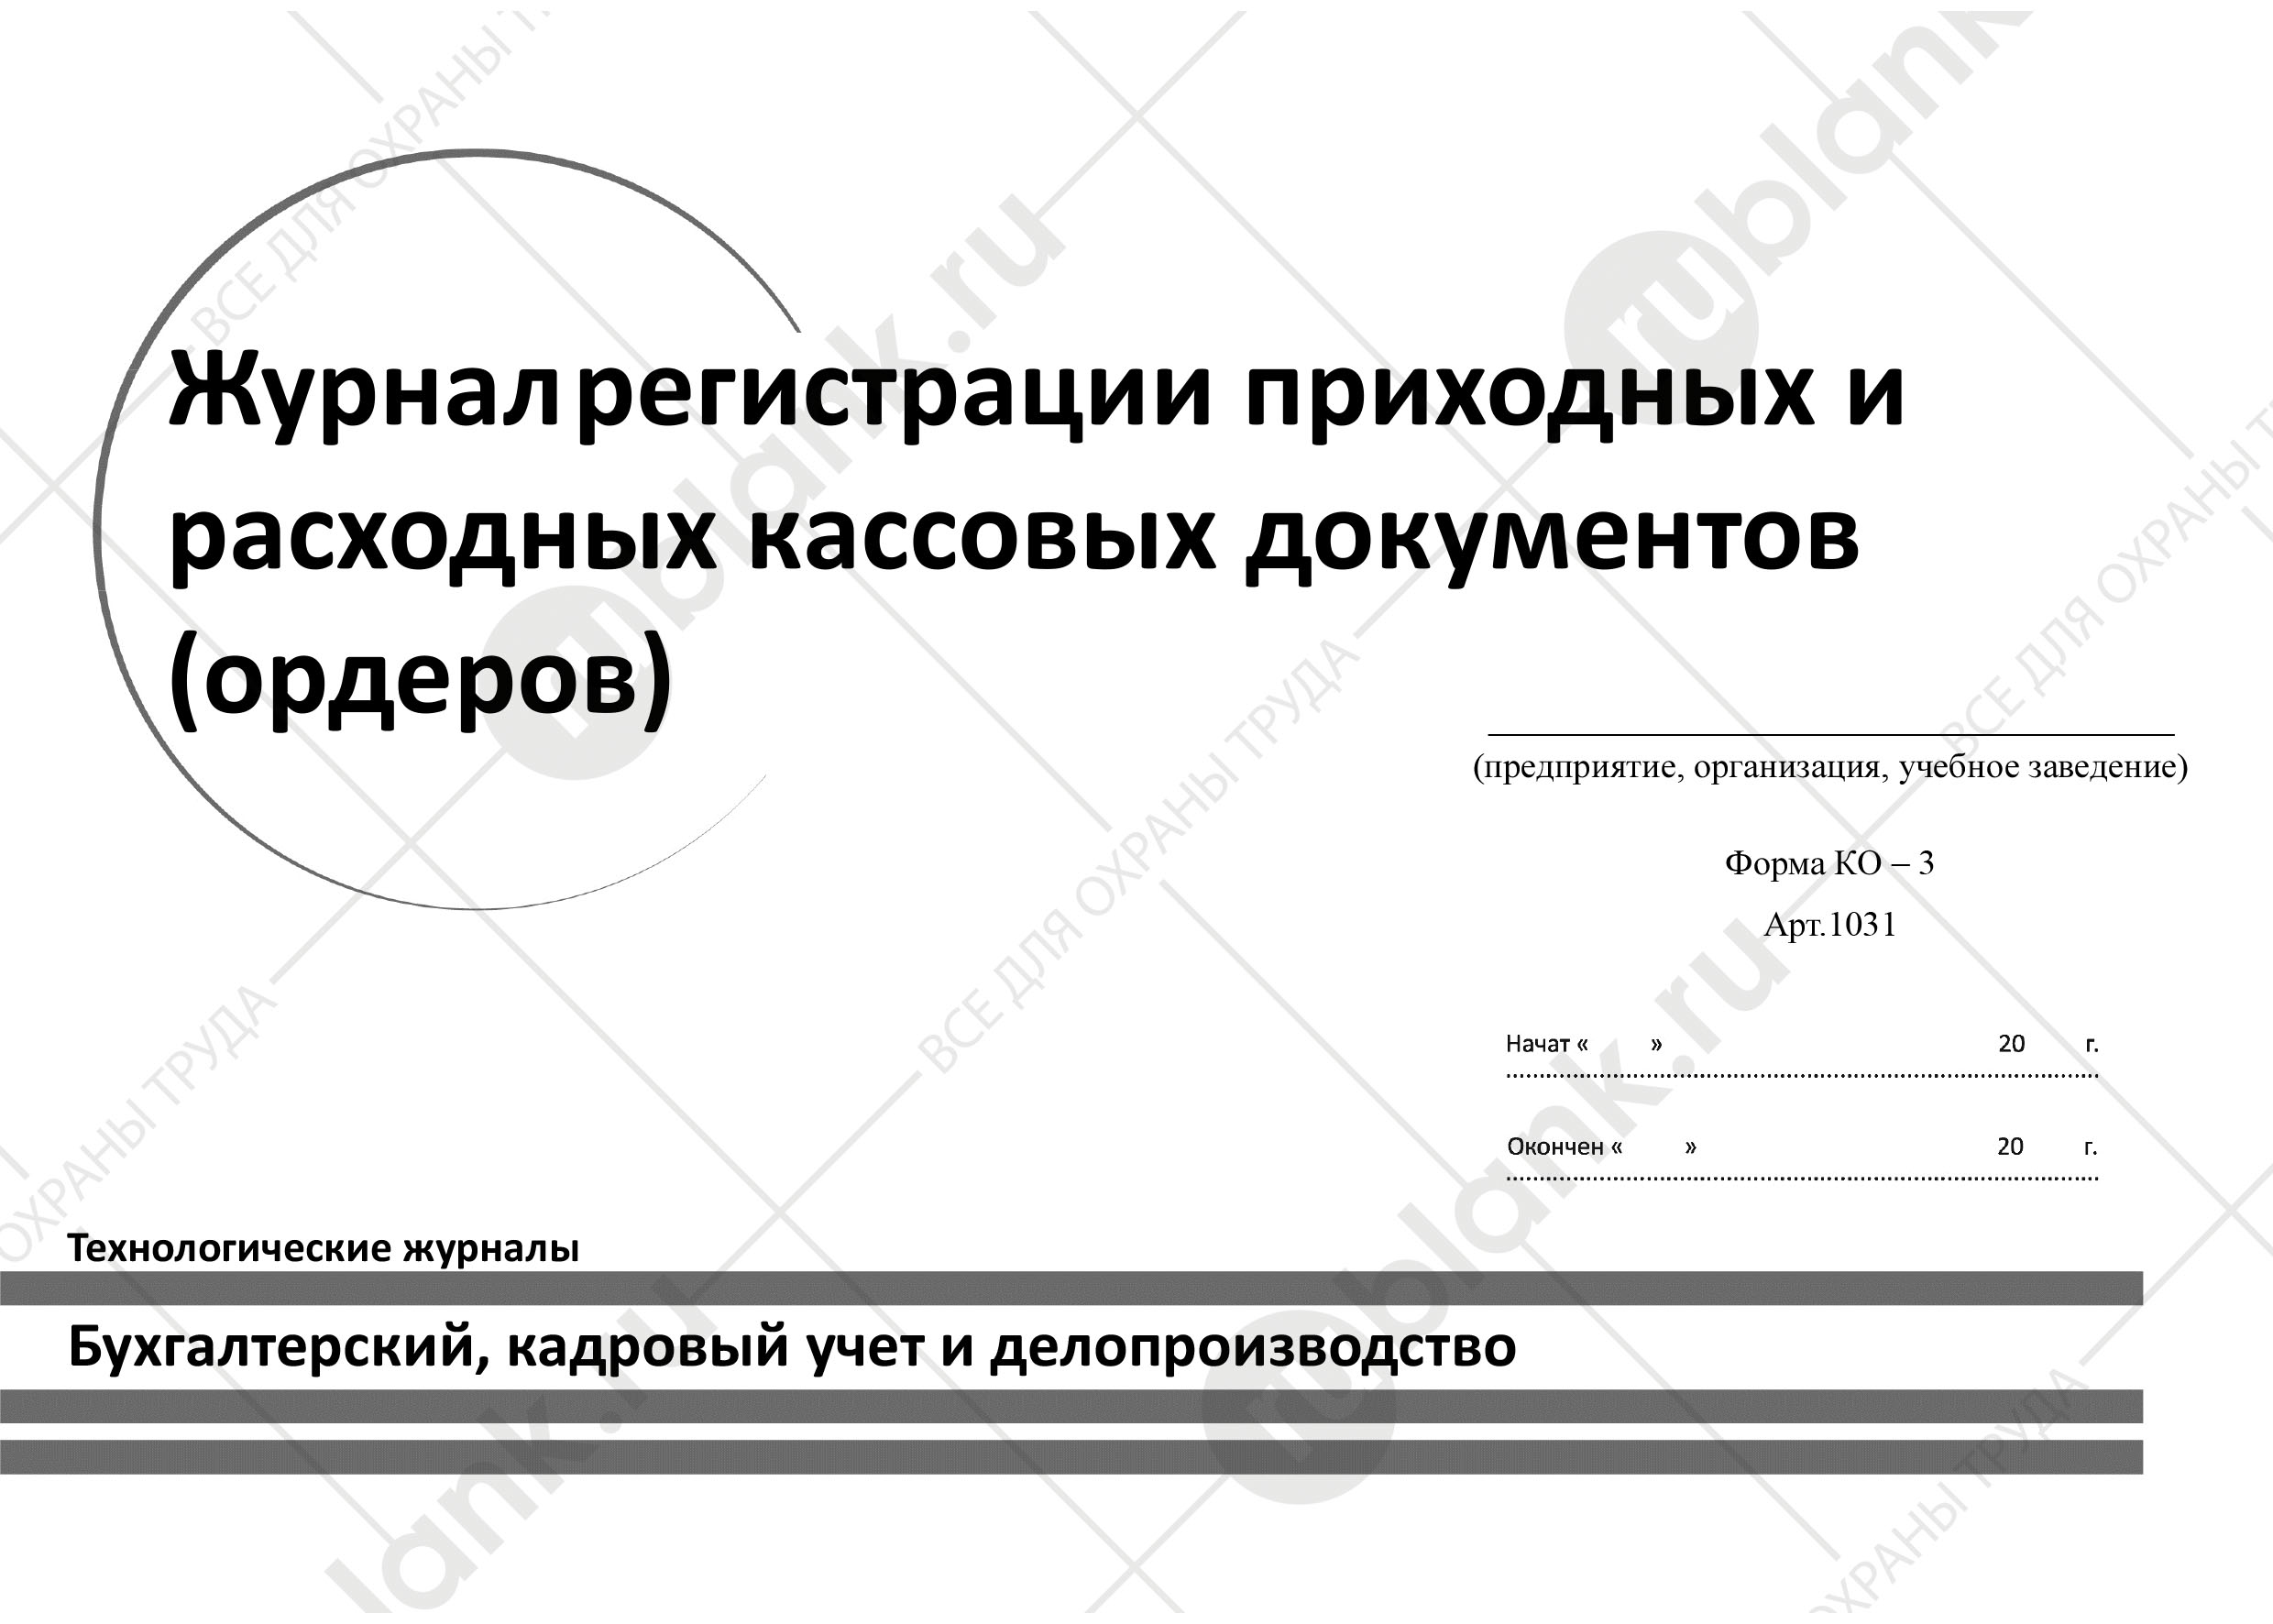 Журнал регистрации приходных и
расходных кассовых документов
(ордеров)
(предприятие, организация, учебное заведение)
Форма КО – 3
Арт.1031
Начат « » 20 г.
Окончен « » 20 г.
Технологические журналы
Бухгалтерский, кадровый учет и делопроизводство
ВСЕ ДЛЯ ОХРАНЫ ТРУДА
rublank.ru